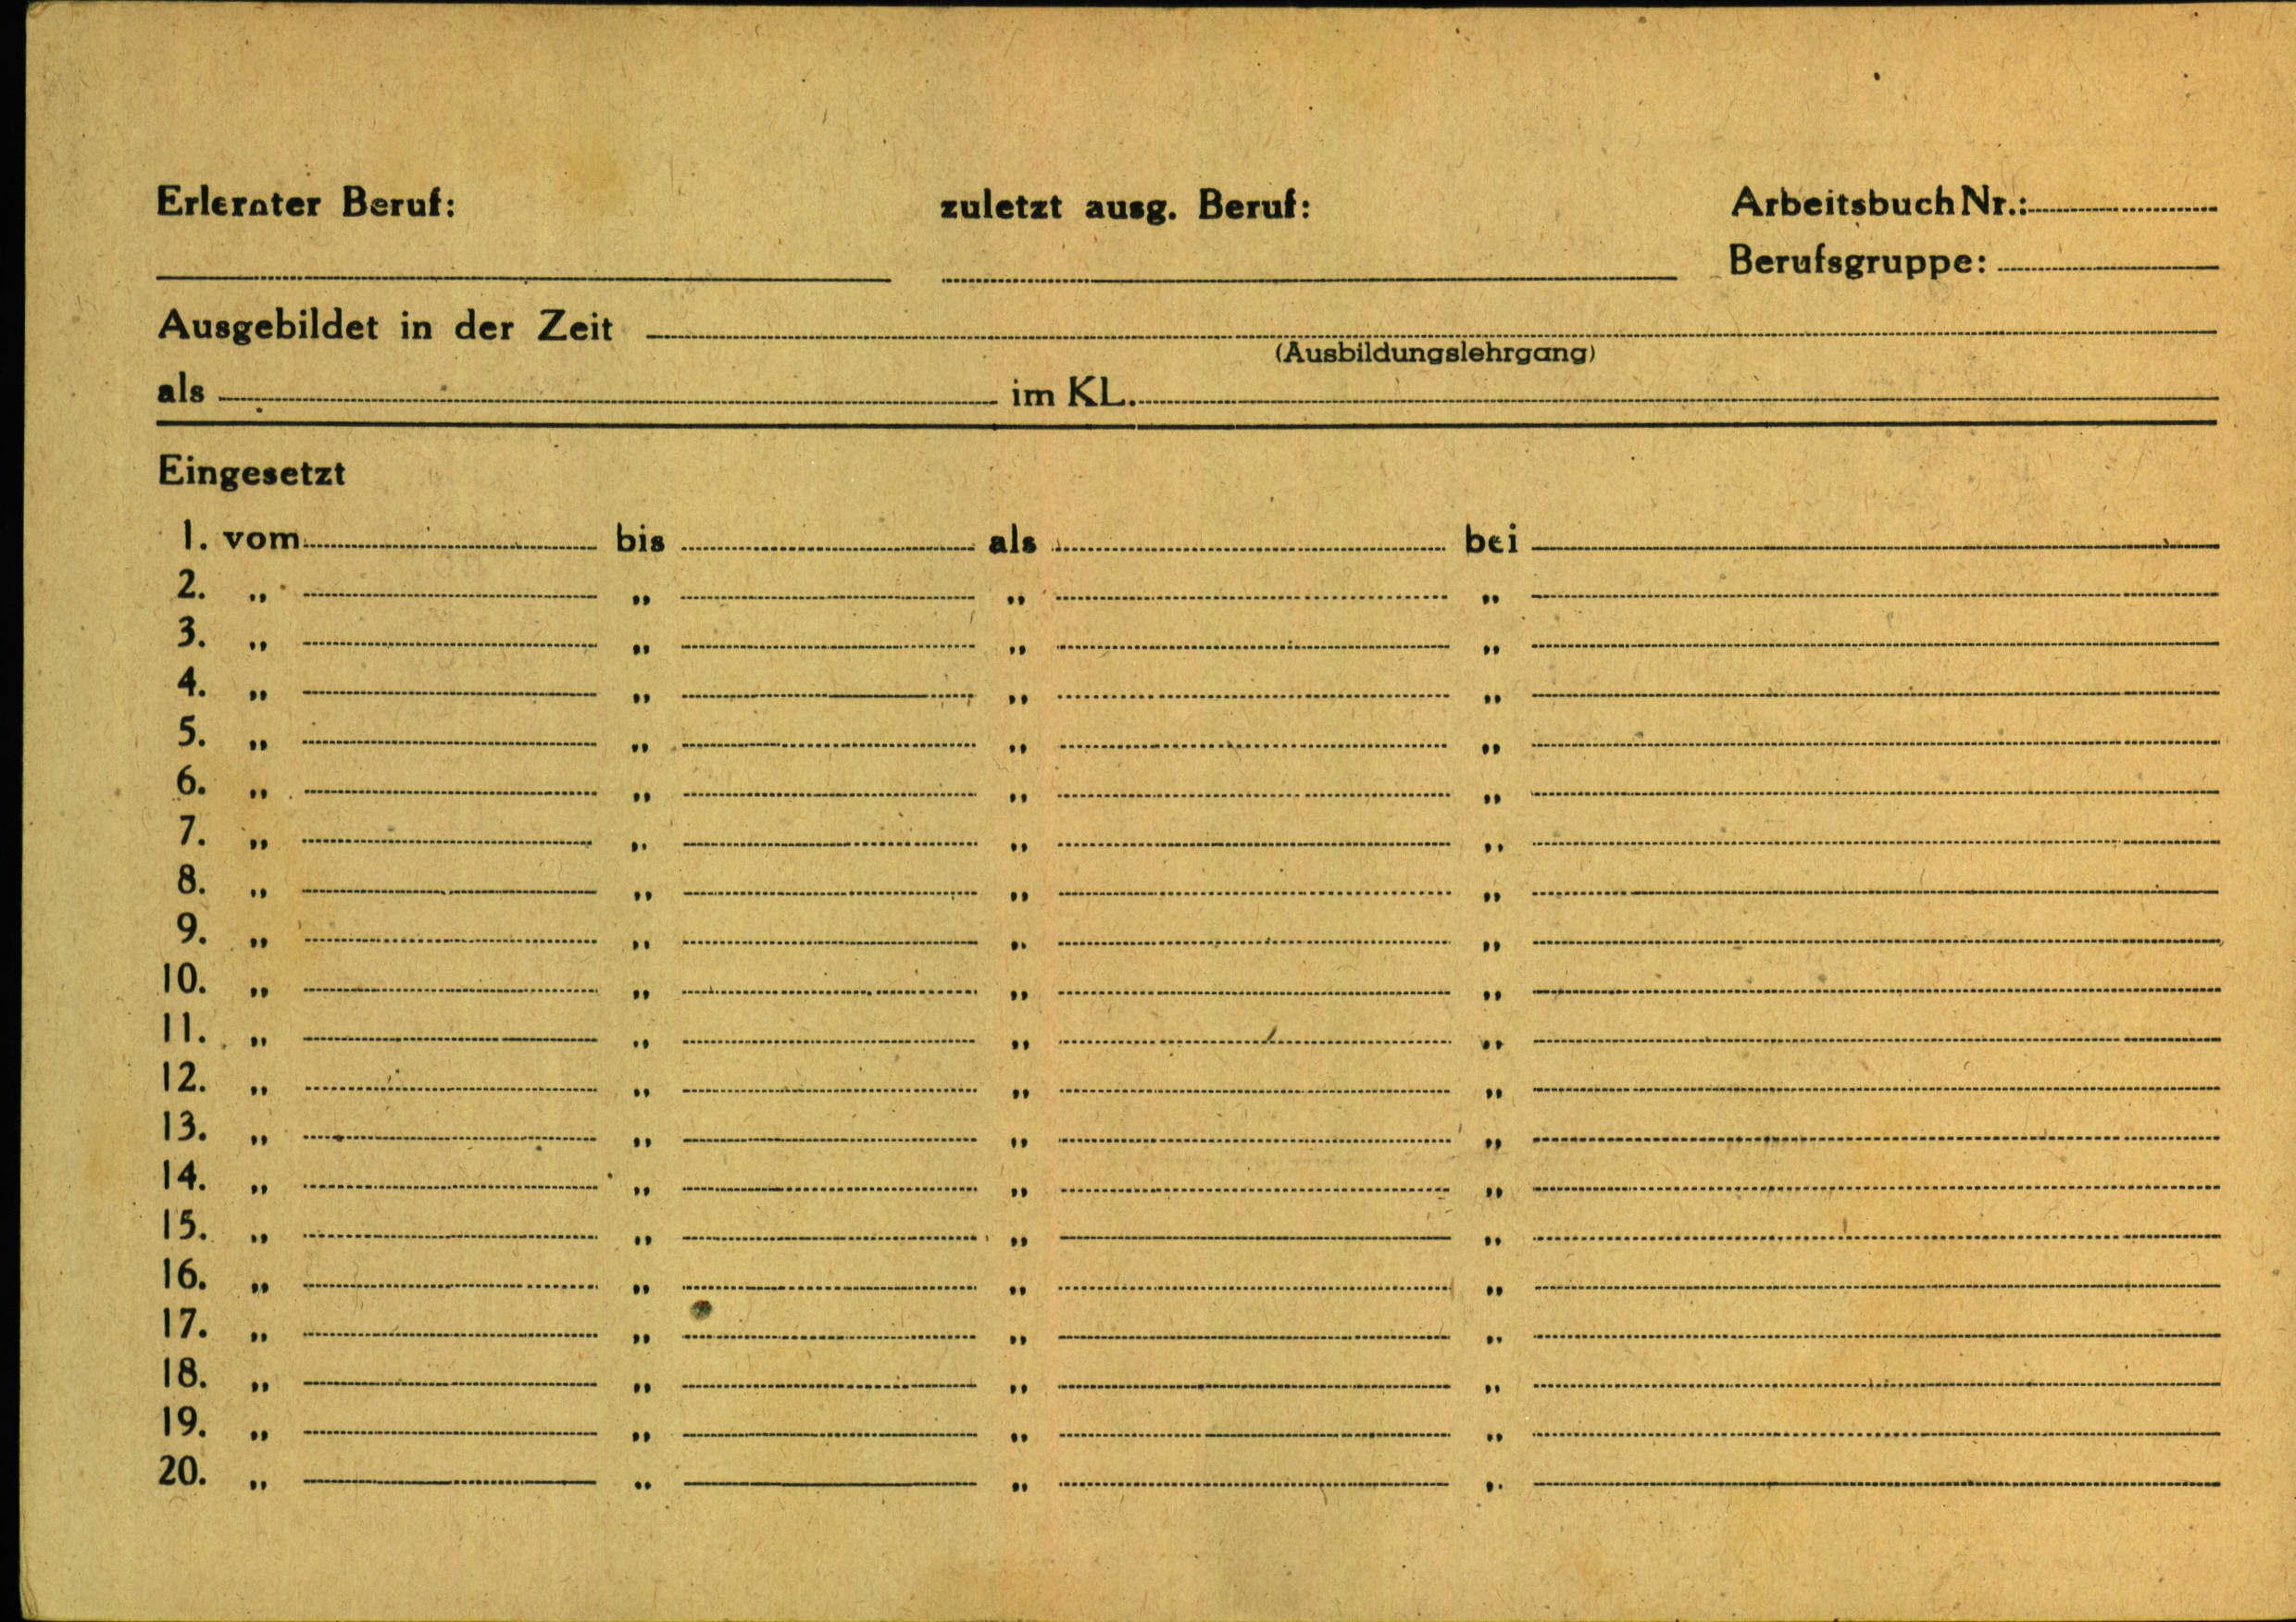 Erlernter Beruf: zuletzt ausg. Beruf: Arbeitsbuch Nr.:
Berufsgruppe:
Ausgebildet in der Zeit
(Ausbildungslehrgang)
als im KL.
Eingesetzt
1. vom bis als bei
2. „ „ „ „
3. „ „ „ „
4. „ „ „ „
5. „ „ „ „
6. „ „ „ „
7. „ „ „ „
8. „ „ „ „
9. „ „ „ „
10. „ „ „ „
11. „ „ „ „
12. „ „ „ „
13. „ „ „ „
14. „ „ „ „
15. „ „ „ „
16. „ „ „ „
17. „ „ „ „
18. „ „ „ „
19. „ „ „ „
20. „ „ „ „